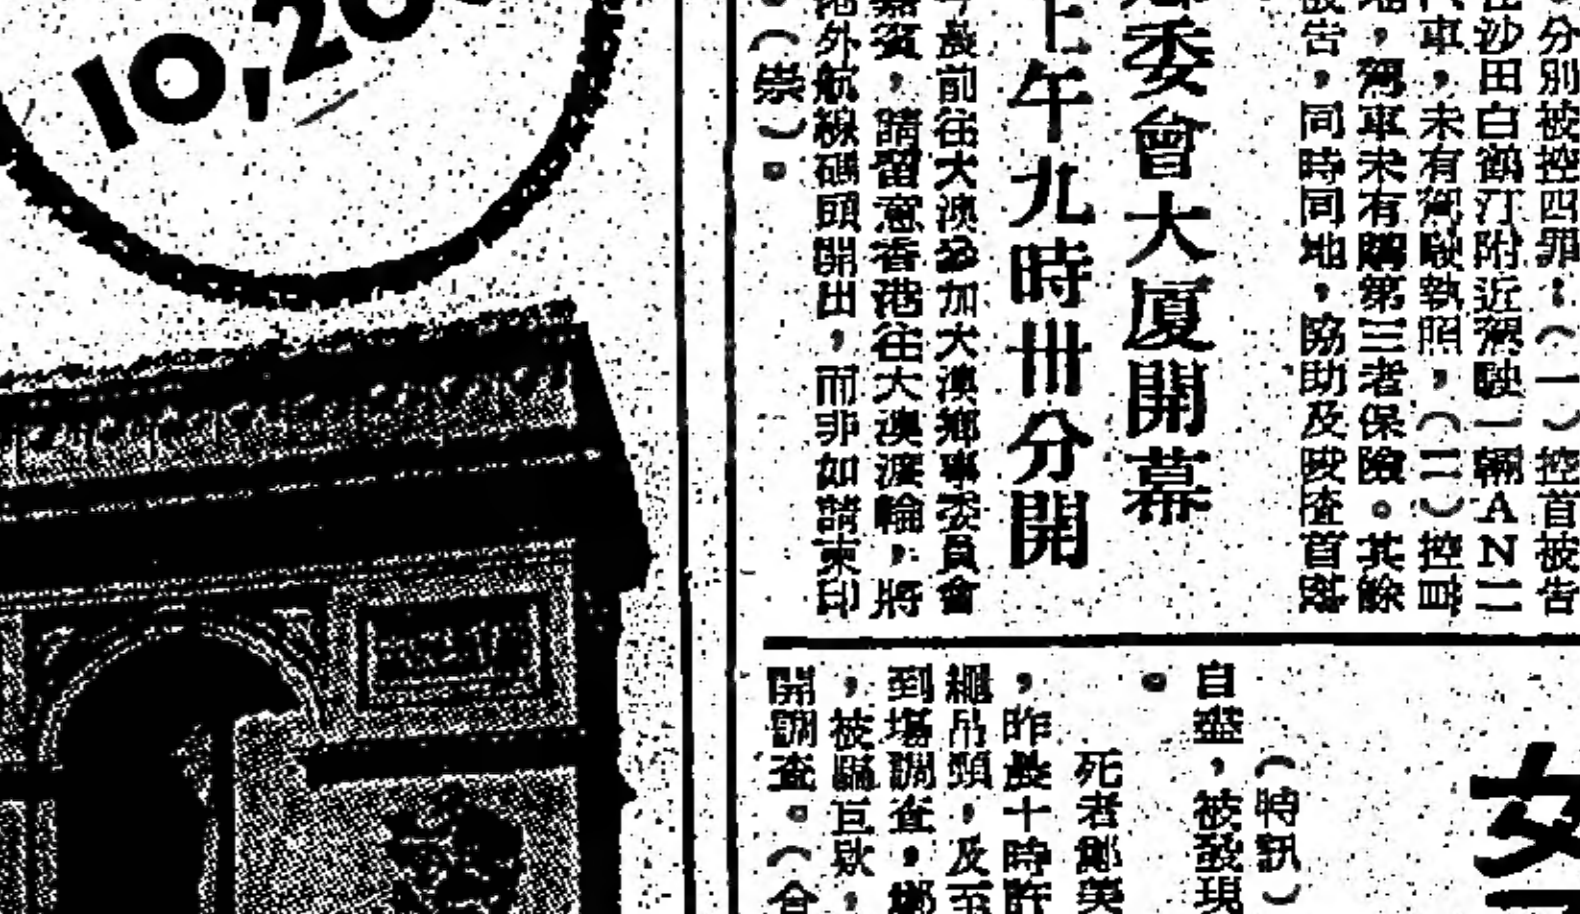 10,20
分別被控四罪：（一）控首被告
在沙田白鶴汀附近駕駛一輛AN二
汽車，未有駕駛執照，（二）控首
，駕車未有購第三者保險。其餘
被告，同時同地，協助及唆
委會大厦開幕
上午九時卅分開
晨前往大澳參加大澳鄉事委員會
嘉賓，請留意香港往大澳渡輪，將
港外航線碼頭開出，而非如請柬印
。（崇）。
女
（特訊）
自盡，被發現
。
死者鄭美
，昨晨十時許
繩吊頸，及至
到場調查，
，被騙巨款，
開調查。（合